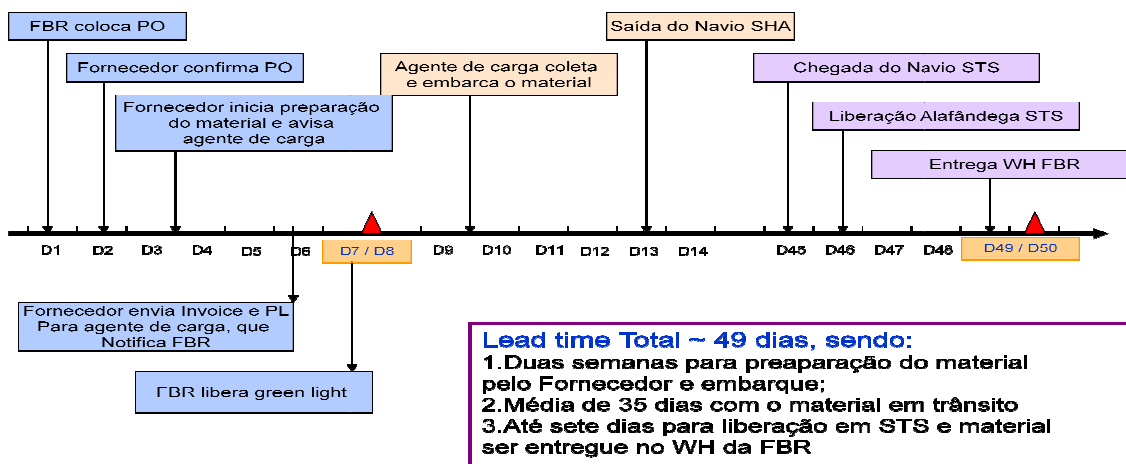 FBR coloca PO
Saída do Navio SHA
Fornecedor confirma PO
Agente de carga coleta
e embarca o material
Chegada do Navio STS
Fornecedor inicia preparação
do material e avisa
agente de carga
Liberação Alafândega STS
Entrega WH FBR
D1
D2
D3
D4
D5
D6
D7 / D8
D9
D10
D11
D12
D13
D14
D45
D46
D47
D48
D49 / D50
Fornecedor envia Invoice e PL
Para agente de carga, que
Notifica FBR
FBR libera green light
Lead time Total ~ 49 dias, sendo:
1.Duas semanas para preaparação do material
pelo Fornecedor e embarque;
2.Média de 35 dias com o material em trânsito
3.Até sete dias para liberação em STS e material
ser entregue no WH da FBR